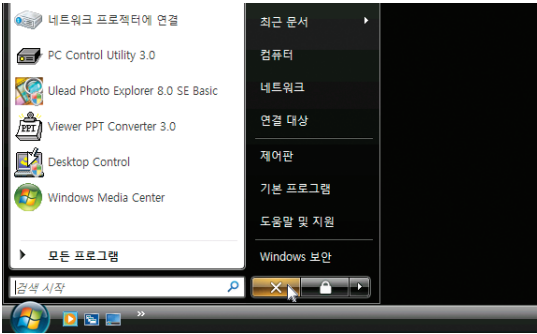 네트워크 프로젝터에 연결
PC Control Utility 3.0
Ulead Photo Explorer 8.0 SE Basic
PPT
Viewer PPT Converter 3.0
Desktop Control
Windows Media Center
모든 프로그램
검색 시작
최근 문서
컴퓨터
네트워크
연결 대상
제어판
기본 프로그램
도움말 및 지원
Windows 보안